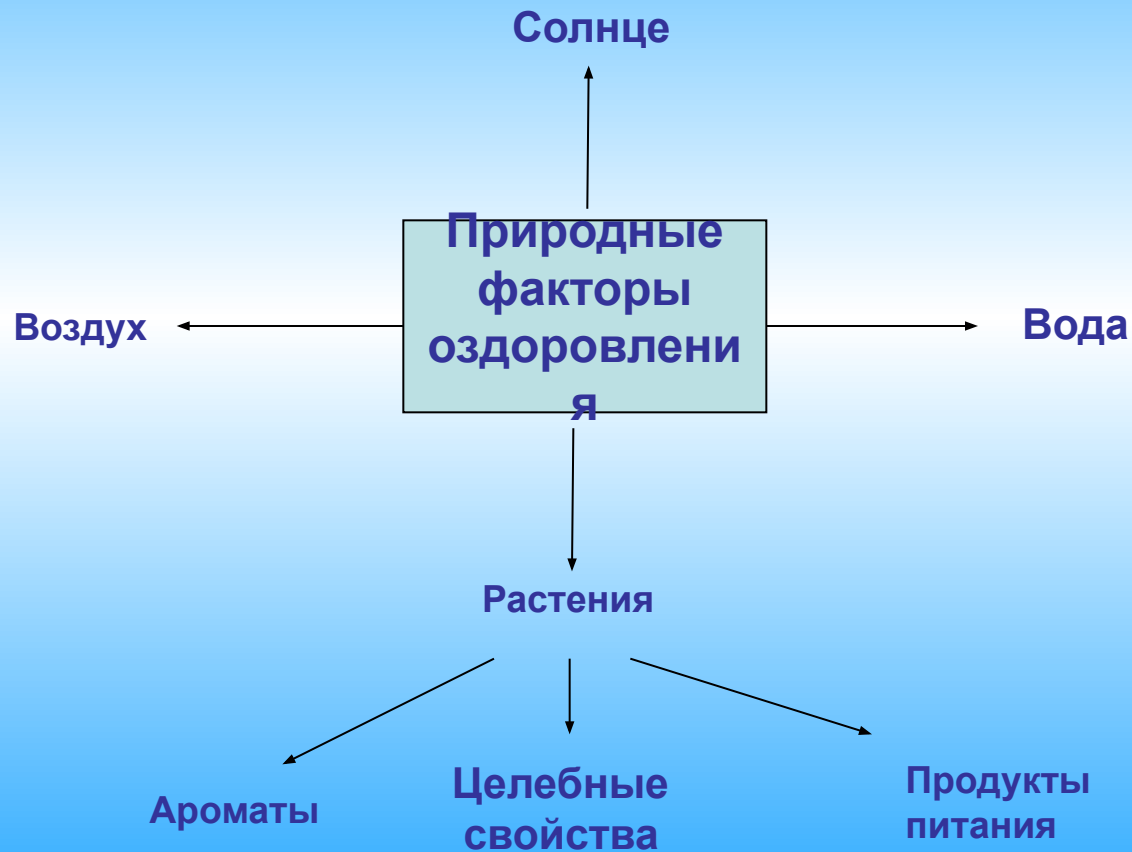 Солнце
Природные
факторы
оздоровлени
я
Воздух
Вода
Растения
Ароматы
Целебные
свойства
Продукты
питания